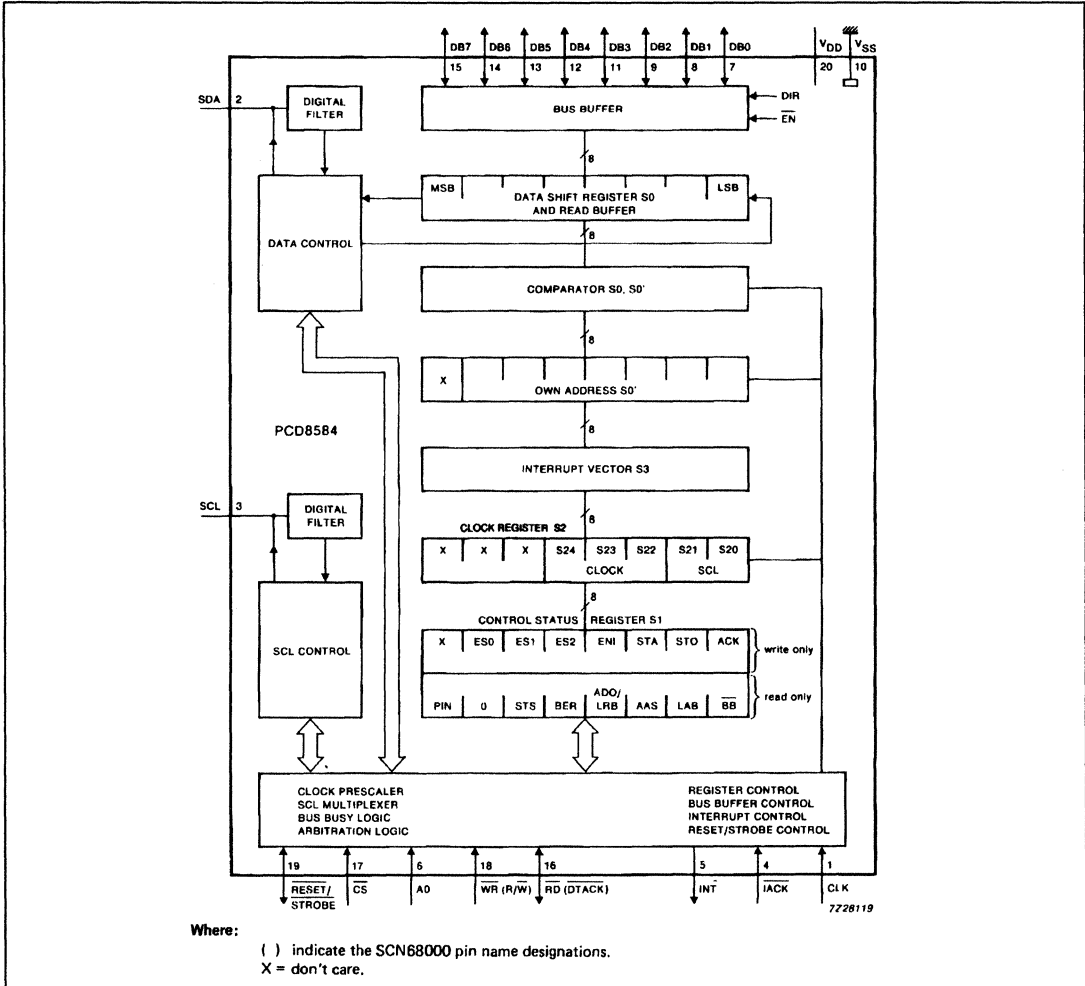 DB7 DB6 DB5 DB4 DB3 DB2 DB1 DB0 VDD VSS
15 14 13 12 11 9 8 7 20 10
SDA 2
DIGITAL
FILTER
BUS BUFFER
DIR
EN
8
MSB LSB
DATA SHIFT REGISTER S0
AND READ BUFFER
DATA CONTROL
8
COMPARATOR S0, S0'
8
X
OWN ADDRESS S0'
PCD8584
8
INTERRUPT VECTOR S3
SCL 3
DIGITAL
FILTER
8
CLOCK REGISTER S2
X X X S24 S23 S22 S21 S20
CLOCK SCL
8
CONTROL STATUS REGISTER S1
SCL CONTROL
X ES0 ES1 ES2 ENI STA STO ACK
write only
PIN 0 STS BER ADO/LRB AAS LAB BB
read only
CLOCK PRESCALER
SCL MULTIPLEXER
BUS BUSY LOGIC
ARBITRATION LOGIC
REGISTER CONTROL
BUS BUFFER CONTROL
INTERRUPT CONTROL
RESET/STROBE CONTROL
19 17 6 18 16 5 4 1
RESET/
STROBE
CS A0 WR (R/W) RD (DTACK) INT IACK CLK
7Z28119
Where:
( ) indicate the SCN68000 pin name designations.
X = don't care.